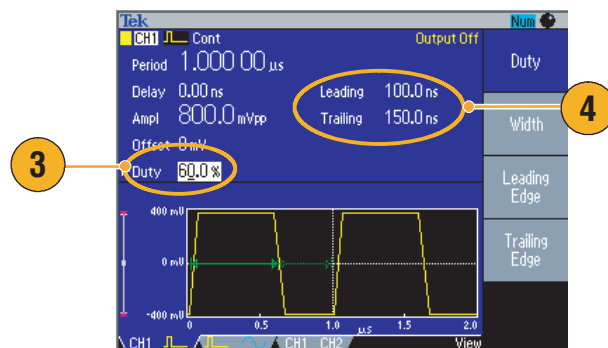 Tek Num
CH1 Cont Output Off
Period 1.000 00 µs
Delay 0.00 ns Leading 100.0 ns
Ampl 800.0 mVpp Trailing 150.0 ns
Offset 0 mV
Duty 60.0 %
Duty
Width
Leading
Edge
Trailing
Edge
3
4
400 mV
0 mV
-400 mV
0 0.5 1.0 µs 1.5 2.0
CH1 CH1 CH2 View